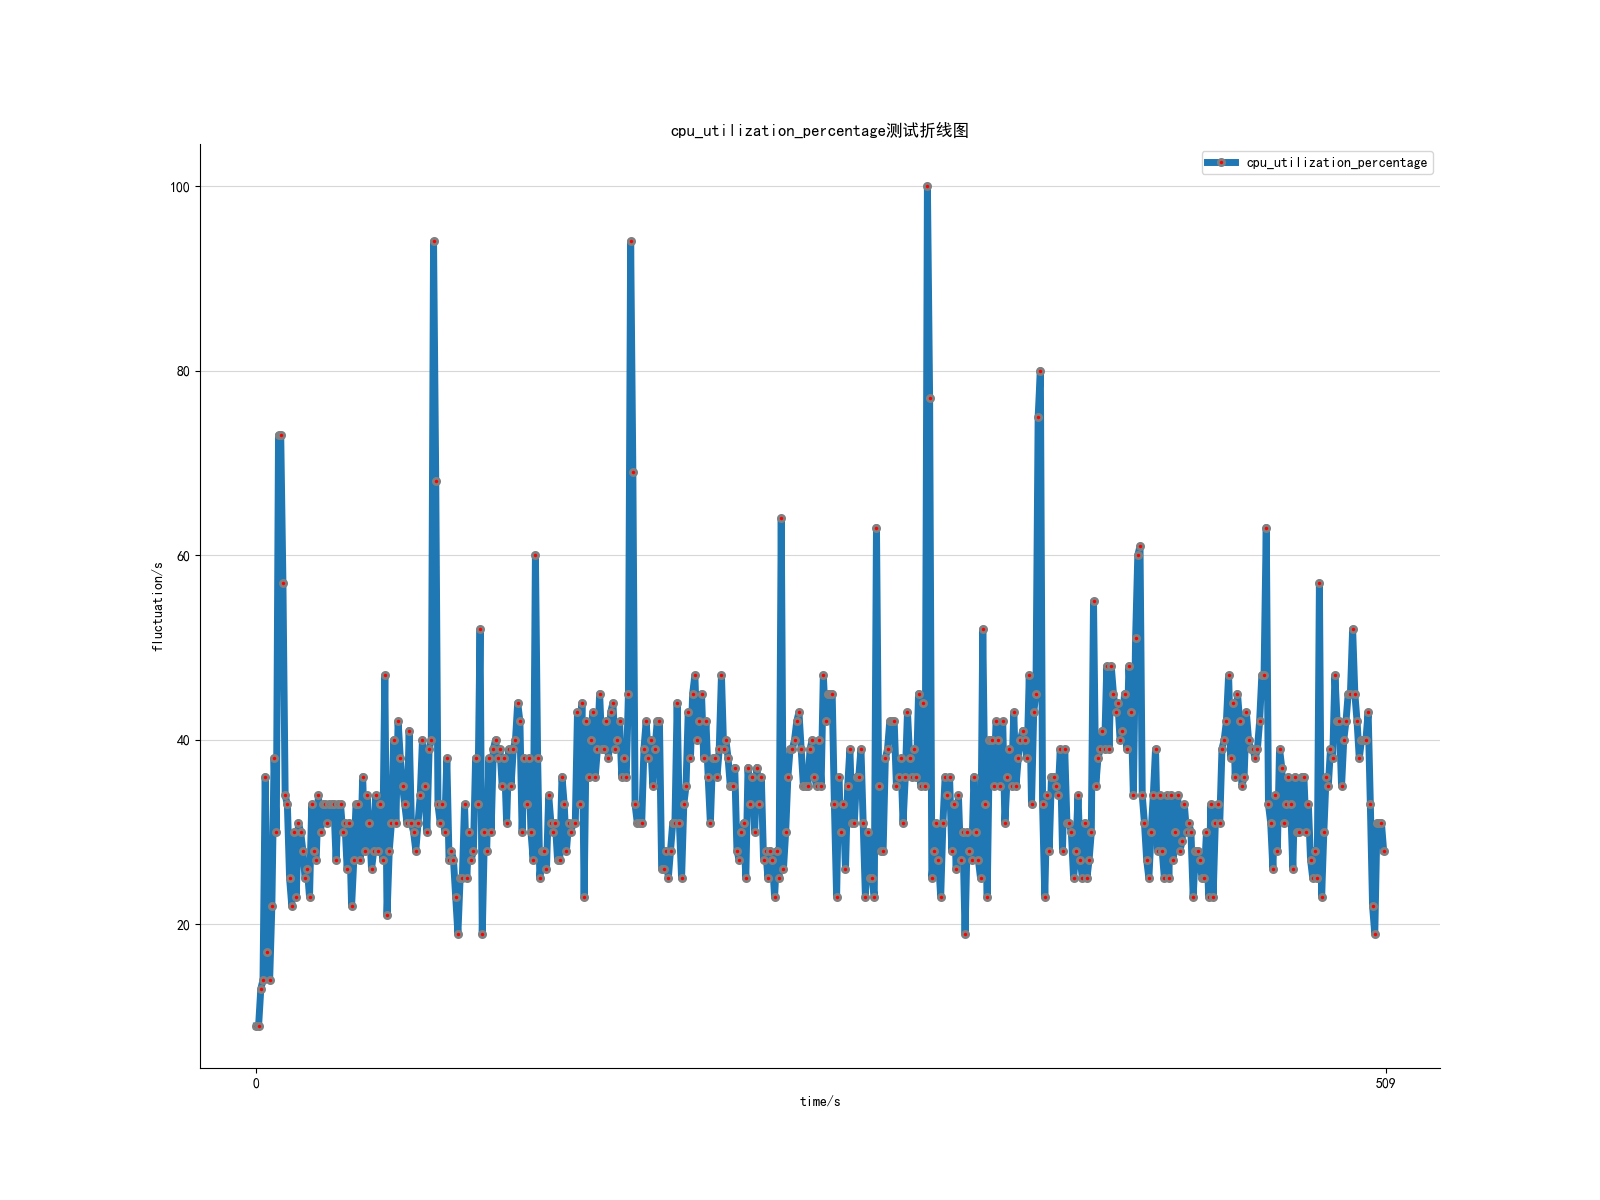 cpu_utilization_percentage测试折线图
cpu_utilization_percentage
100
80
60
40
20
fluctuation/s
0
509
time/s